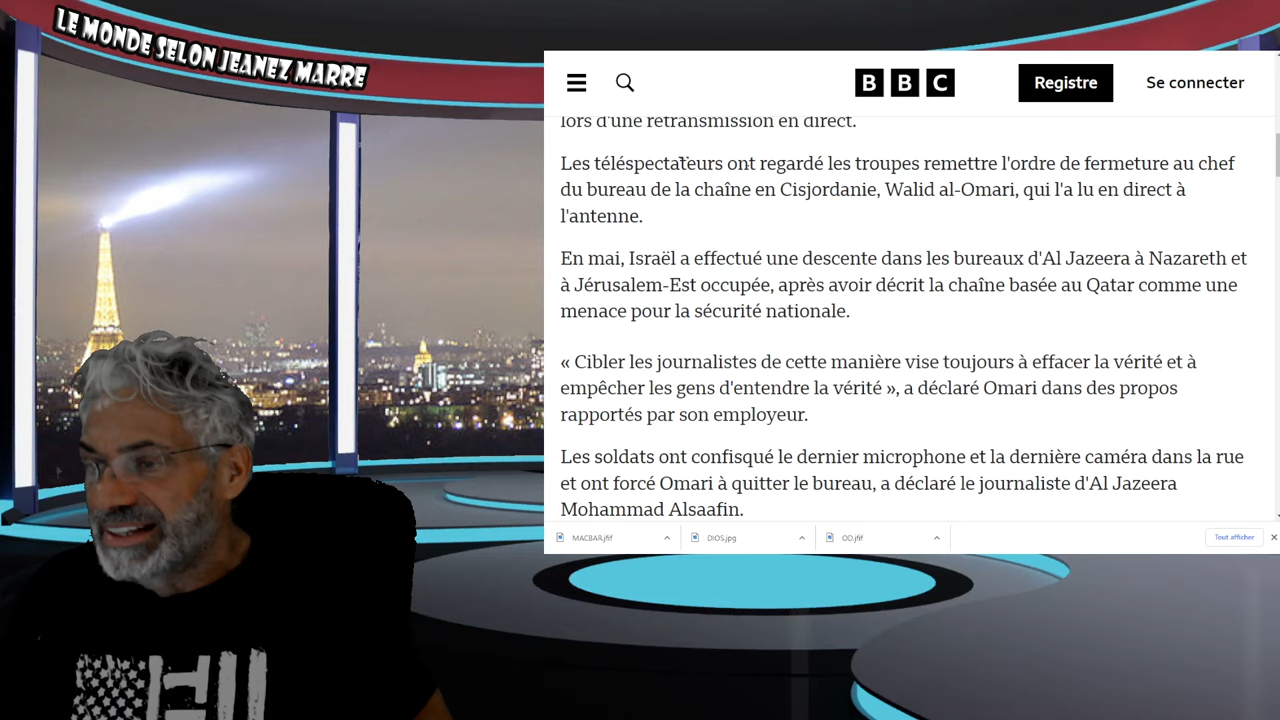 LE MONDE SELON JEANEZ MARRE
BBC
Registre
Se connecter
lors d'une retransmission en direct.
Les téléspectateurs ont regardé les troupes remettre l'ordre de fermeture au chef
du bureau de la chaîne en Cisjordanie, Walid al-Omari, qui l'a lu en direct à
l'antenne.
En mai, Israël a effectué une descente dans les bureaux d'Al Jazeera à Nazareth et
à Jérusalem-Est occupée, après avoir décrit la chaîne basée au Qatar comme une
menace pour la sécurité nationale.
« Cibler les journalistes de cette manière vise toujours à effacer la vérité et à
empêcher les gens d'entendre la vérité », a déclaré Omari dans des propos
rapportés par son employeur.
Les soldats ont confisqué le dernier microphone et la dernière caméra dans la rue
et ont forcé Omari à quitter le bureau, a déclaré le journaliste d'Al Jazeera
Mohammad Alsaafin.
MACBAR.jfif
DIOS.jpg
OD.jfif
Tout afficher